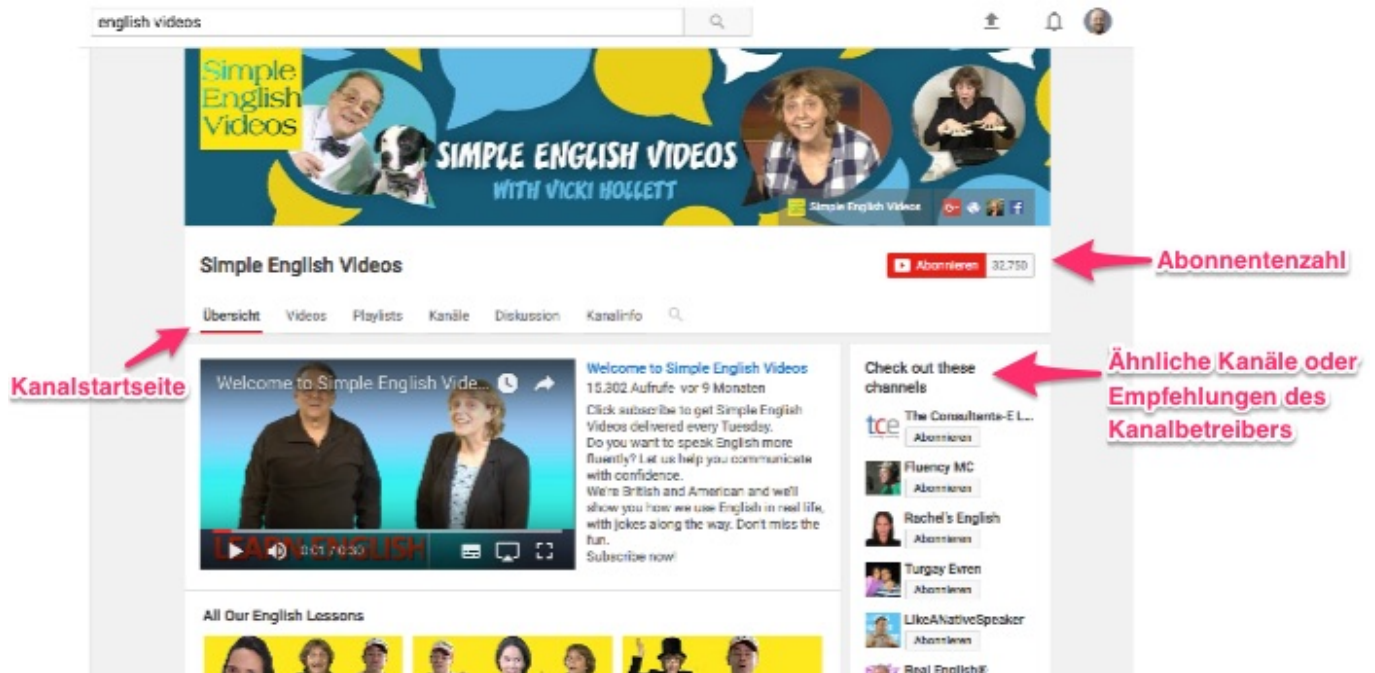 english videos
Simple
English
Videos
SIMPLE ENGLISH VIDEOS
WITH VICKI HOLLETT
Simple English Videos
Simple English Videos
Abonnieren 32.750
Abonnentenzahl
Übersicht Videos Playlists Kanäle Diskussion Kanalinfo
Kanalstartseite
Welcome to Simple English Vide...
LEARN ENGLISH
0:01 / 0:30
Welcome to Simple English Videos
15.302 Aufrufe vor 9 Monaten
Click subscribe to get Simple English
Videos delivered every Tuesday.
Do you want to speak English more
fluently? Let us help you communicate
with confidence.
We're British and American and we'll
show you how we use English in real life,
with jokes along the way. Don't miss the
fun.
Subscribe now!
Check out these
channels
tce
The Consultants-E L...
Abonnieren
Fluency MC
Abonnieren
Rachel's English
Abonnieren
Turgay Evren
Abonnieren
LikeANativeSpeaker
Abonnieren
Real English®
Ähnliche Kanäle oder
Empfehlungen des
Kanalbetreibers
All Our English Lessons